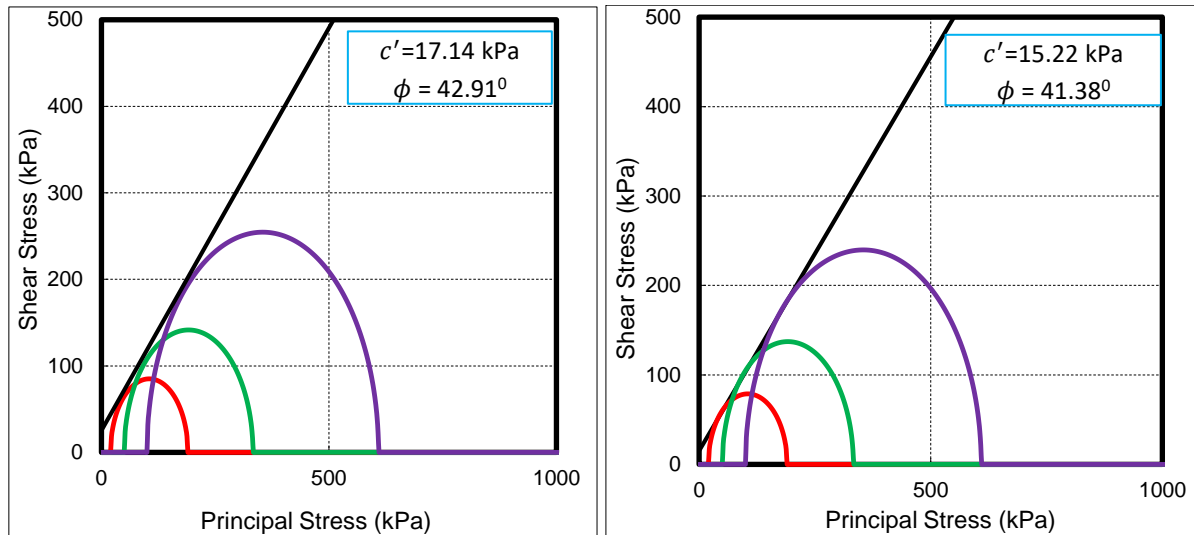 500
400
300
200
100
0
0
500
1000
Shear Stress (kPa)
Principal Stress (kPa)
𝑐′=17.14 kPa
𝜙 = 42.91⁰
500
400
300
200
100
0
0
500
1000
Shear Stress (kPa)
Principal Stress (kPa)
𝑐′=15.22 kPa
𝜙 = 41.38⁰